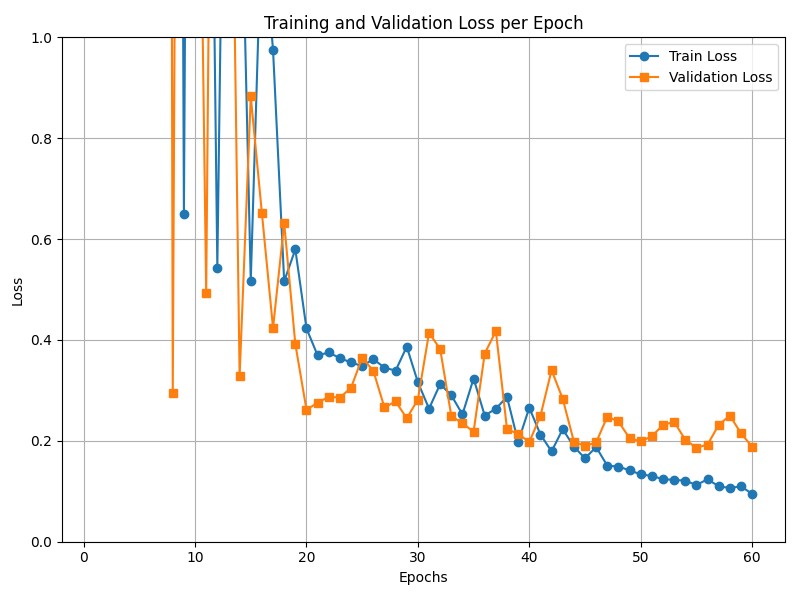 Training and Validation Loss per Epoch
Train Loss
Validation Loss
1.0
0.8
0.6
0.4
0.2
0.0
Loss
0 10 20 30 40 50 60
Epochs